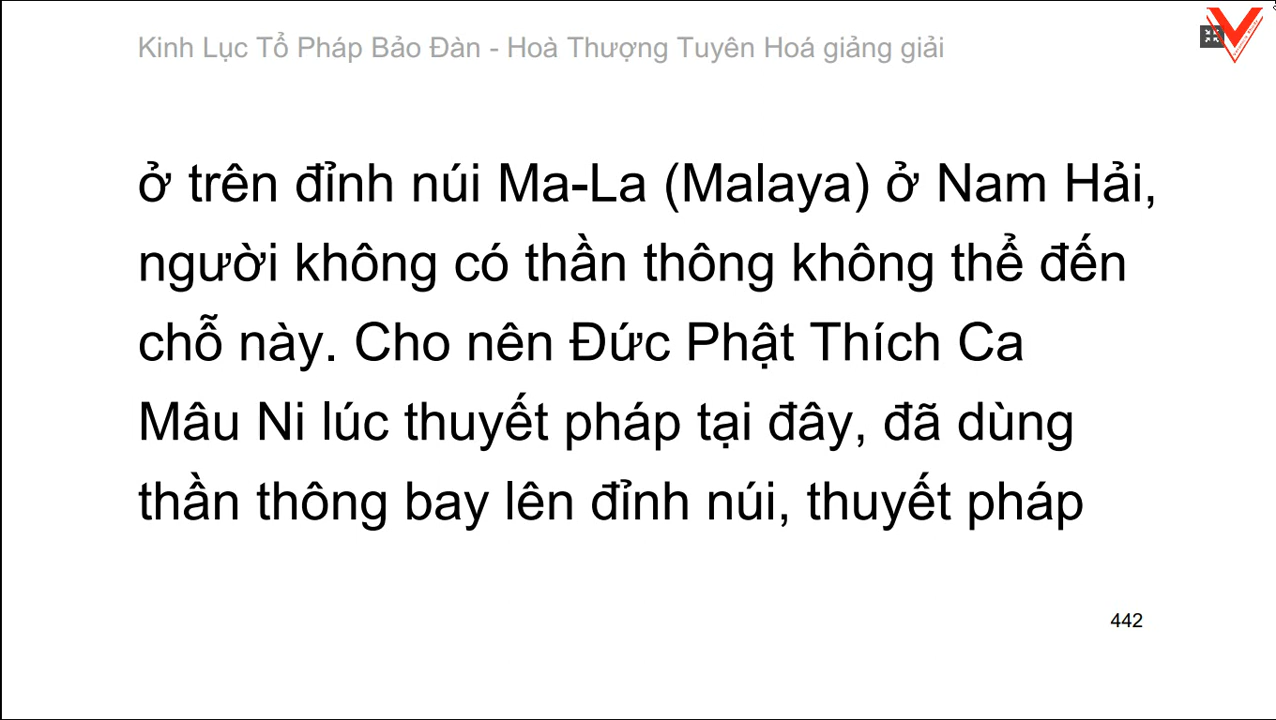 Kinh Lục Tổ Pháp Bảo Đàn - Hoà Thượng Tuyên Hoá giảng giải
ở trên đỉnh núi Ma-La (Malaya) ở Nam Hải,
người không có thần thông không thể đến
chỗ này. Cho nên Đức Phật Thích Ca
Mâu Ni lúc thuyết pháp tại đây, đã dùng
thần thông bay lên đỉnh núi, thuyết pháp
442